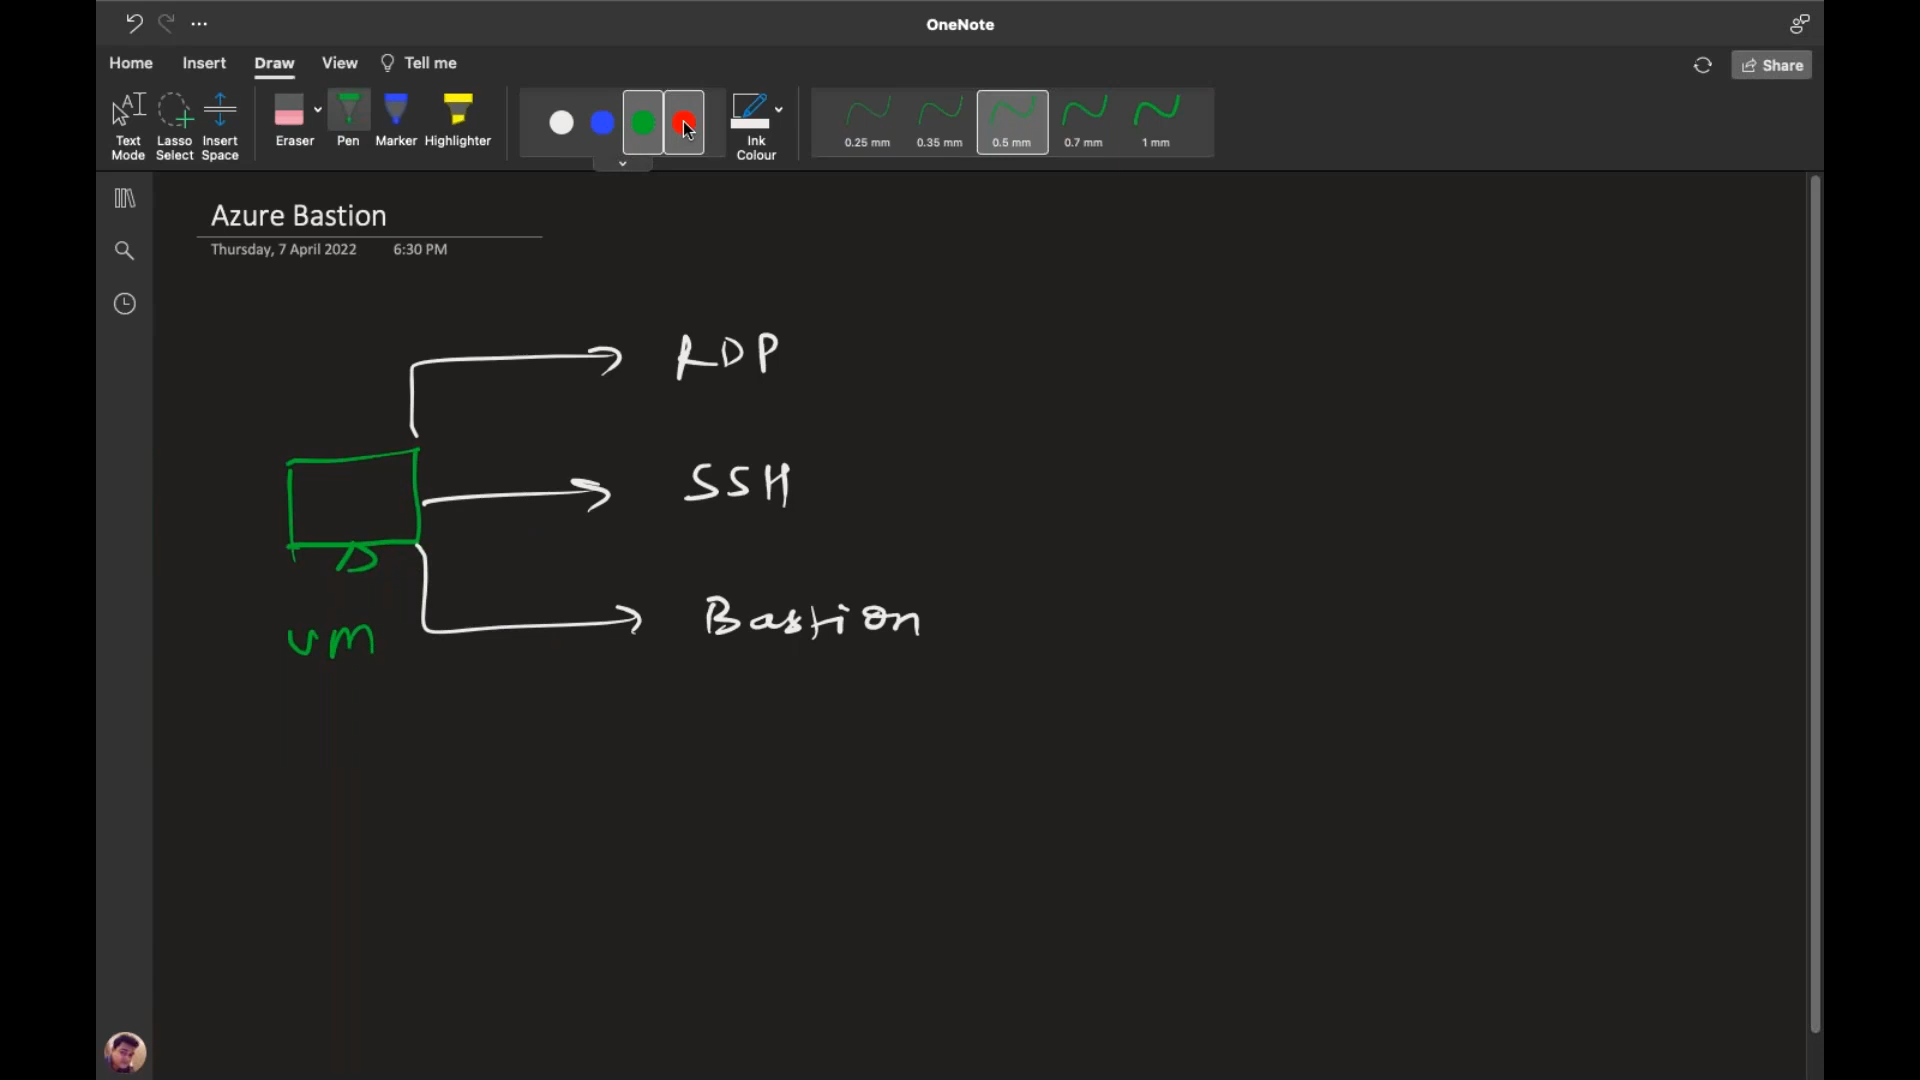 OneNote
Home Insert Draw View Tell me
Share
Text Mode
Lasso Select
Insert Space
Eraser
Pen
Marker
Highlighter
Ink Colour
0.25 mm
0.35 mm
0.5 mm
0.7 mm
1 mm
Azure Bastion
Thursday, 7 April 2022 6:30 PM
RDP
SSH
Bastion
VM